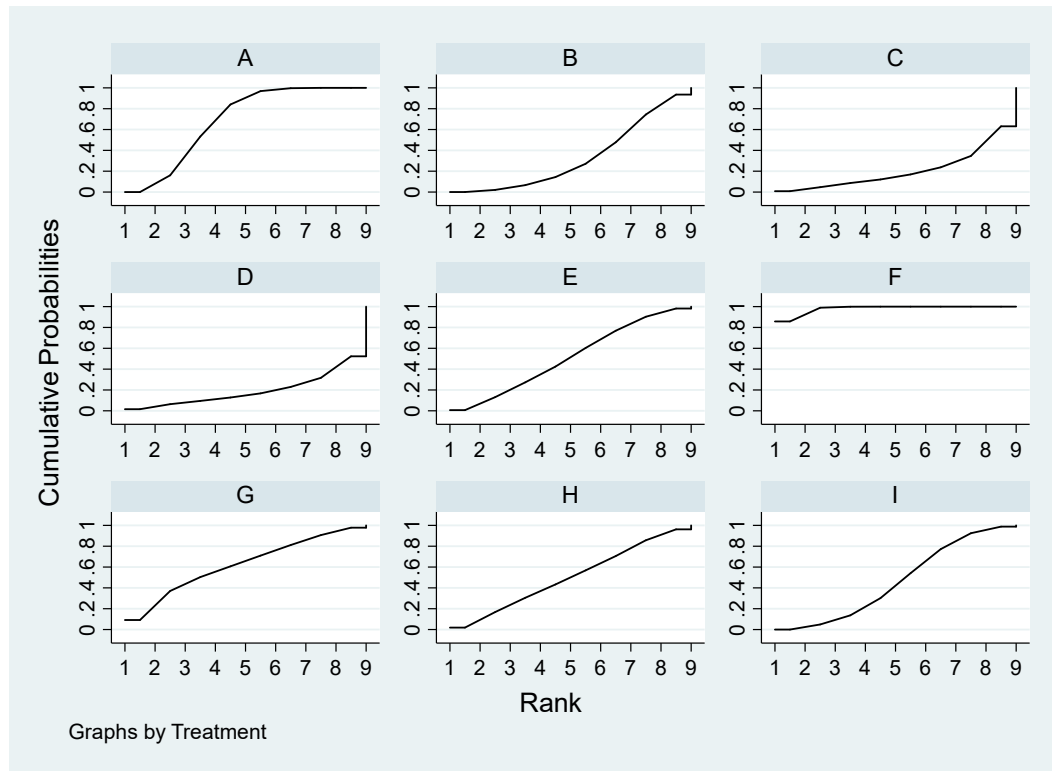 A B C
0 .2 .4 .6 .8 1
1 2 3 4 5 6 7 8 9
0 .2 .4 .6 .8 1
1 2 3 4 5 6 7 8 9
0 .2 .4 .6 .8 1
1 2 3 4 5 6 7 8 9
D E F
0 .2 .4 .6 .8 1
1 2 3 4 5 6 7 8 9
0 .2 .4 .6 .8 1
1 2 3 4 5 6 7 8 9
0 .2 .4 .6 .8 1
1 2 3 4 5 6 7 8 9
G H I
0 .2 .4 .6 .8 1
1 2 3 4 5 6 7 8 9
0 .2 .4 .6 .8 1
1 2 3 4 5 6 7 8 9
0 .2 .4 .6 .8 1
1 2 3 4 5 6 7 8 9
Cumulative Probabilities
Rank
Graphs by Treatment